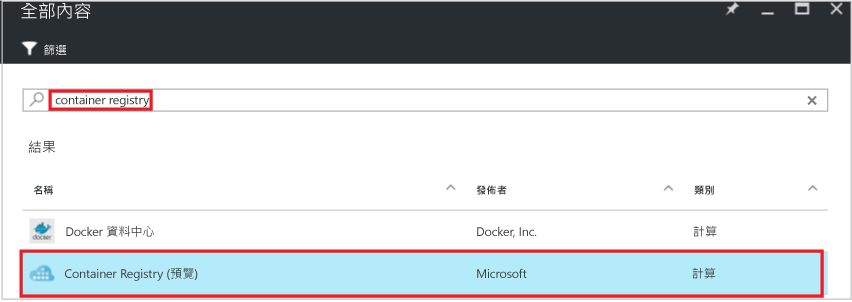 全部內容
篩選
container registry
結果
名稱 發佈者 類別
docker Docker 資料中心 Docker, Inc. 計算
Container Registry (預覽) Microsoft 計算